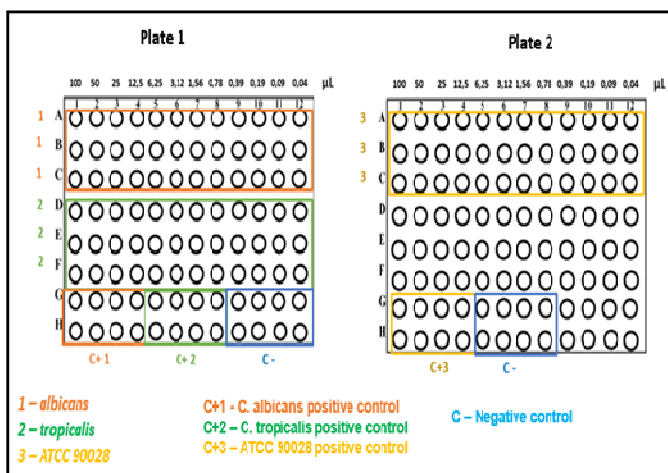 Plate 1
100 50 25 12,5 6,25 3,12 1,56 0,78 0,39 0,19 0,09 0,04 µL
1 2 3 4 5 6 7 8 9 10 11 12
1 A
1 B
1 C
2 D
2 E
2 F
G
H
C+ 1 C+ 2 C -
Plate 2
100 50 25 12,5 6,25 3,12 1,56 0,78 0,39 0,19 0,09 0,04 µL
1 2 3 4 5 6 7 8 9 10 11 12
3 A
3 B
3 C
D
E
F
G
H
C+3 C -
1 – albicans
2 – tropicalis
3 – ATCC 90028
C+1 - C. albicans positive control
C+2 – C. tropicalis positive control
C+3 – ATCC 90028 positive control
C – Negative control